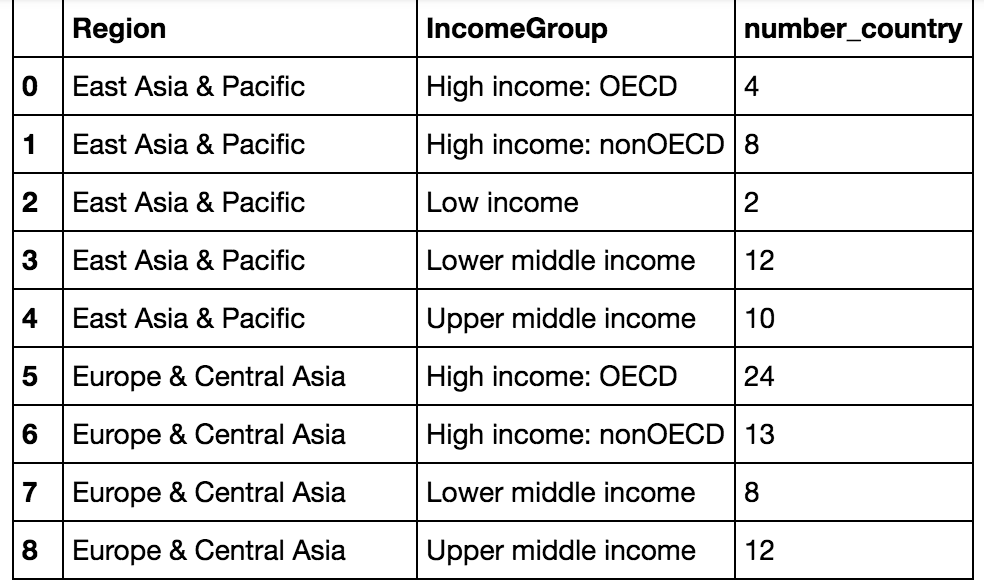 Region IncomeGroup number_country
0 East Asia & Pacific High income: OECD 4
1 East Asia & Pacific High income: nonOECD 8
2 East Asia & Pacific Low income 2
3 East Asia & Pacific Lower middle income 12
4 East Asia & Pacific Upper middle income 10
5 Europe & Central Asia High income: OECD 24
6 Europe & Central Asia High income: nonOECD 13
7 Europe & Central Asia Lower middle income 8
8 Europe & Central Asia Upper middle income 12